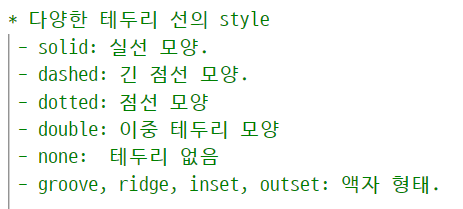 * 다양한 테두리 선의 style
- solid: 실선 모양.
- dashed: 긴 점선 모양.
- dotted: 점선 모양
- double: 이중 테두리 모양
- none:  테두리 없음
- groove, ridge, inset, outset: 액자 형태.